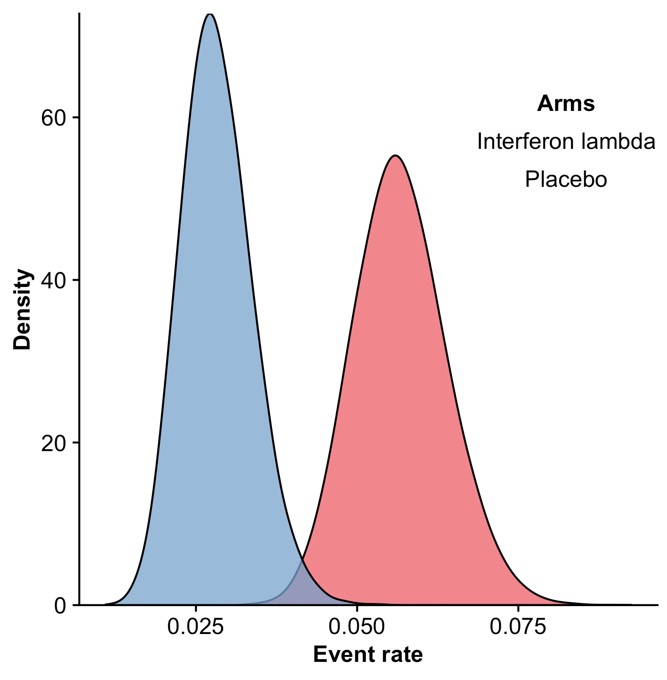 Arms
Interferon lambda
Placebo
60
40
20
0
Density
0.025 0.050 0.075
Event rate